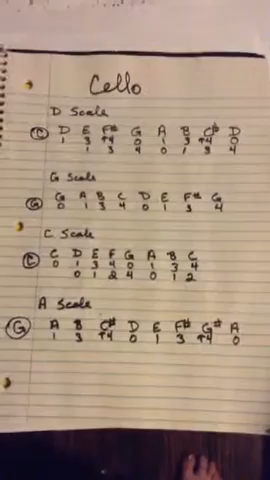 Cello
D Scale
Ⓒ D E F# G A B C# D
1 3 ↑4 0 1 3 ↑4 0
1 3 4 0 1 3 4
G Scale
Ⓖ G A B C D E F# G
0 1 3 4 0 1 3 4
C Scale
Ⓒ C D E F G A B C
0 1 3 4 0 1 3 4
0 1 2 4 0 1 2
A Scale
Ⓖ A B C# D E F# G# A
1 3 ↑4 0 1 3 ↑4 0